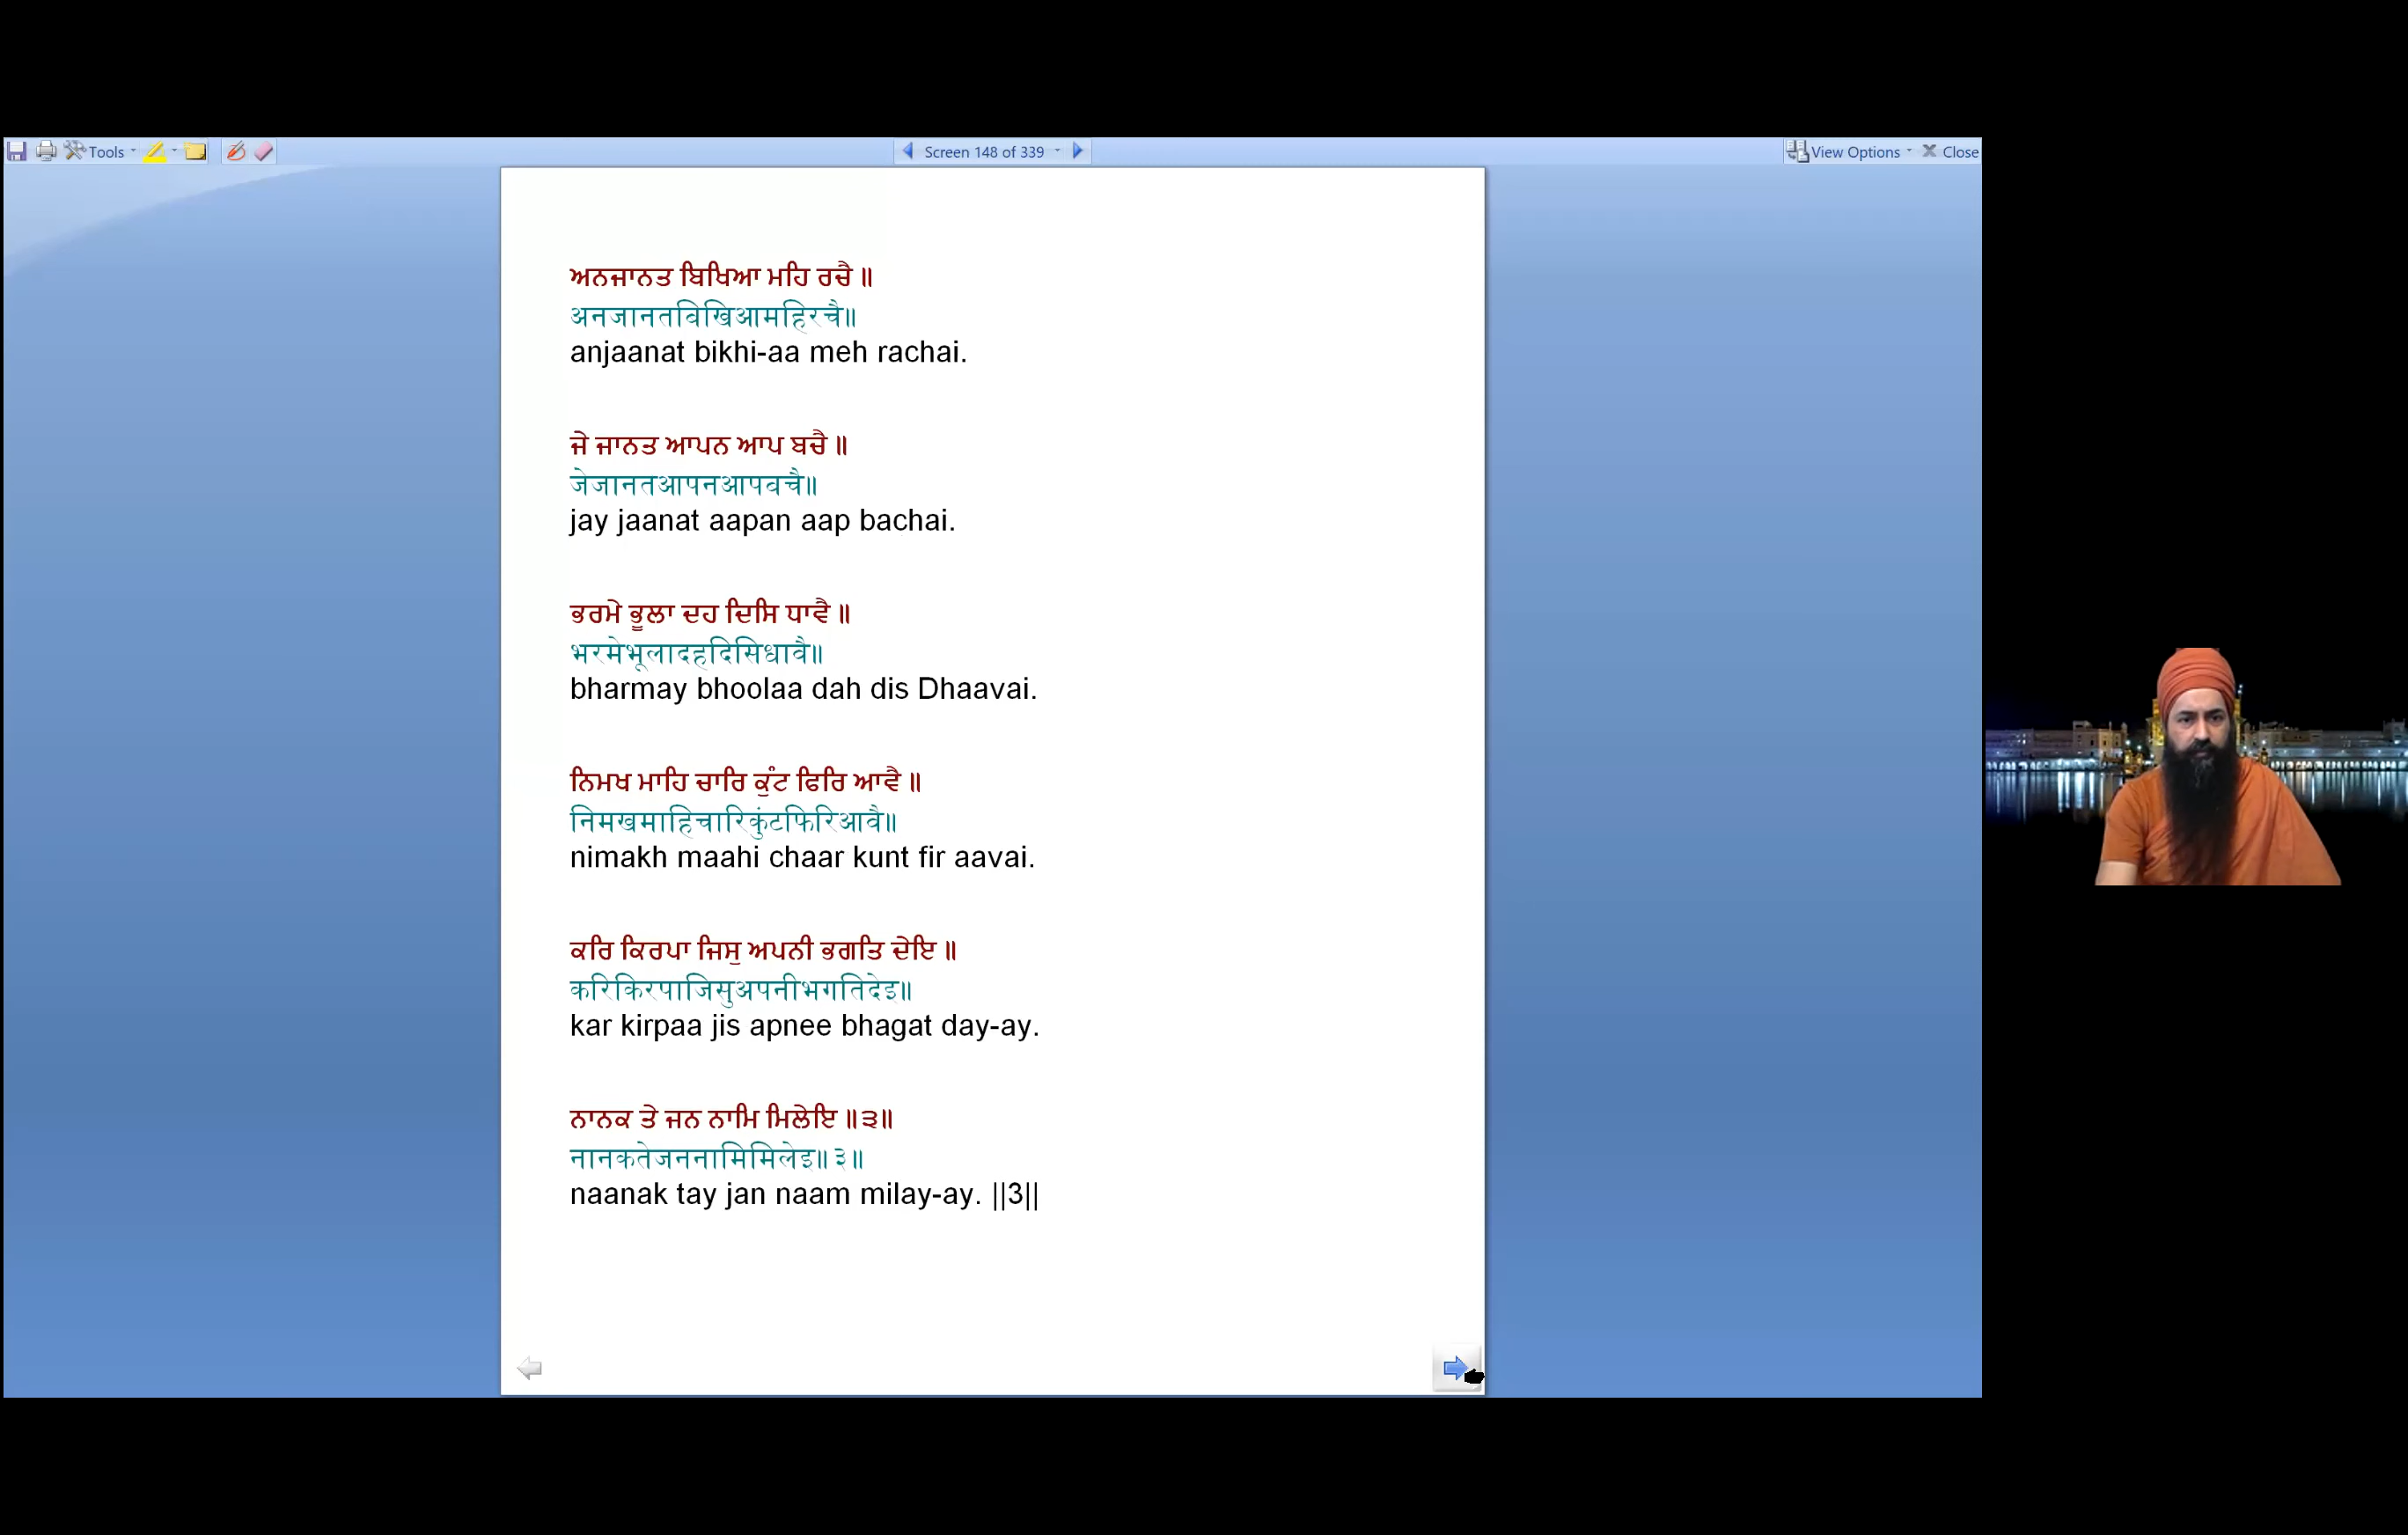 Tools
Screen 148 of 339
View Options
Close
ਅਨਜਾਨਤ ਬਿਖਿਆ ਮਹਿ ਰਚੈ ॥
अनजानतबिखिआमहिरचै॥
anjaanat bikhi-aa meh rachai.
ਜੇ ਜਾਨਤ ਆਪਨ ਆਪ ਬਚੈ ॥
जेजानतआपनआपबचै॥
jay jaanat aapan aap bachai.
ਭਰਮੇ ਭੂਲਾ ਦਹ ਦਿਸਿ ਧਾਵੈ ॥
भरमेभूलादहदिसिधावै॥
bharmay bhoolaa dah dis Dhaavai.
ਨਿਮਖ ਮਾਹਿ ਚਾਰਿ ਕੁੰਟ ਫਿਰਿ ਆਵੈ ॥
निमखमाहिचारिकुंटफिरिआवै॥
nimakh maahi chaar kunt fir aavai.
ਕਰਿ ਕਿਰਪਾ ਜਿਸੁ ਅਪਨੀ ਭਗਤਿ ਦੇਇ ॥
करिकिरपाजिसुअपनीभगतिदेइ॥
kar kirpaa jis apnee bhagat day-ay.
ਨਾਨਕ ਤੇ ਜਨ ਨਾਮਿ ਮਿਲੇਇ ॥੩॥
नानकतेजननामिमिलेइ॥३॥
naanak tay jan naam milay-ay. ||3||